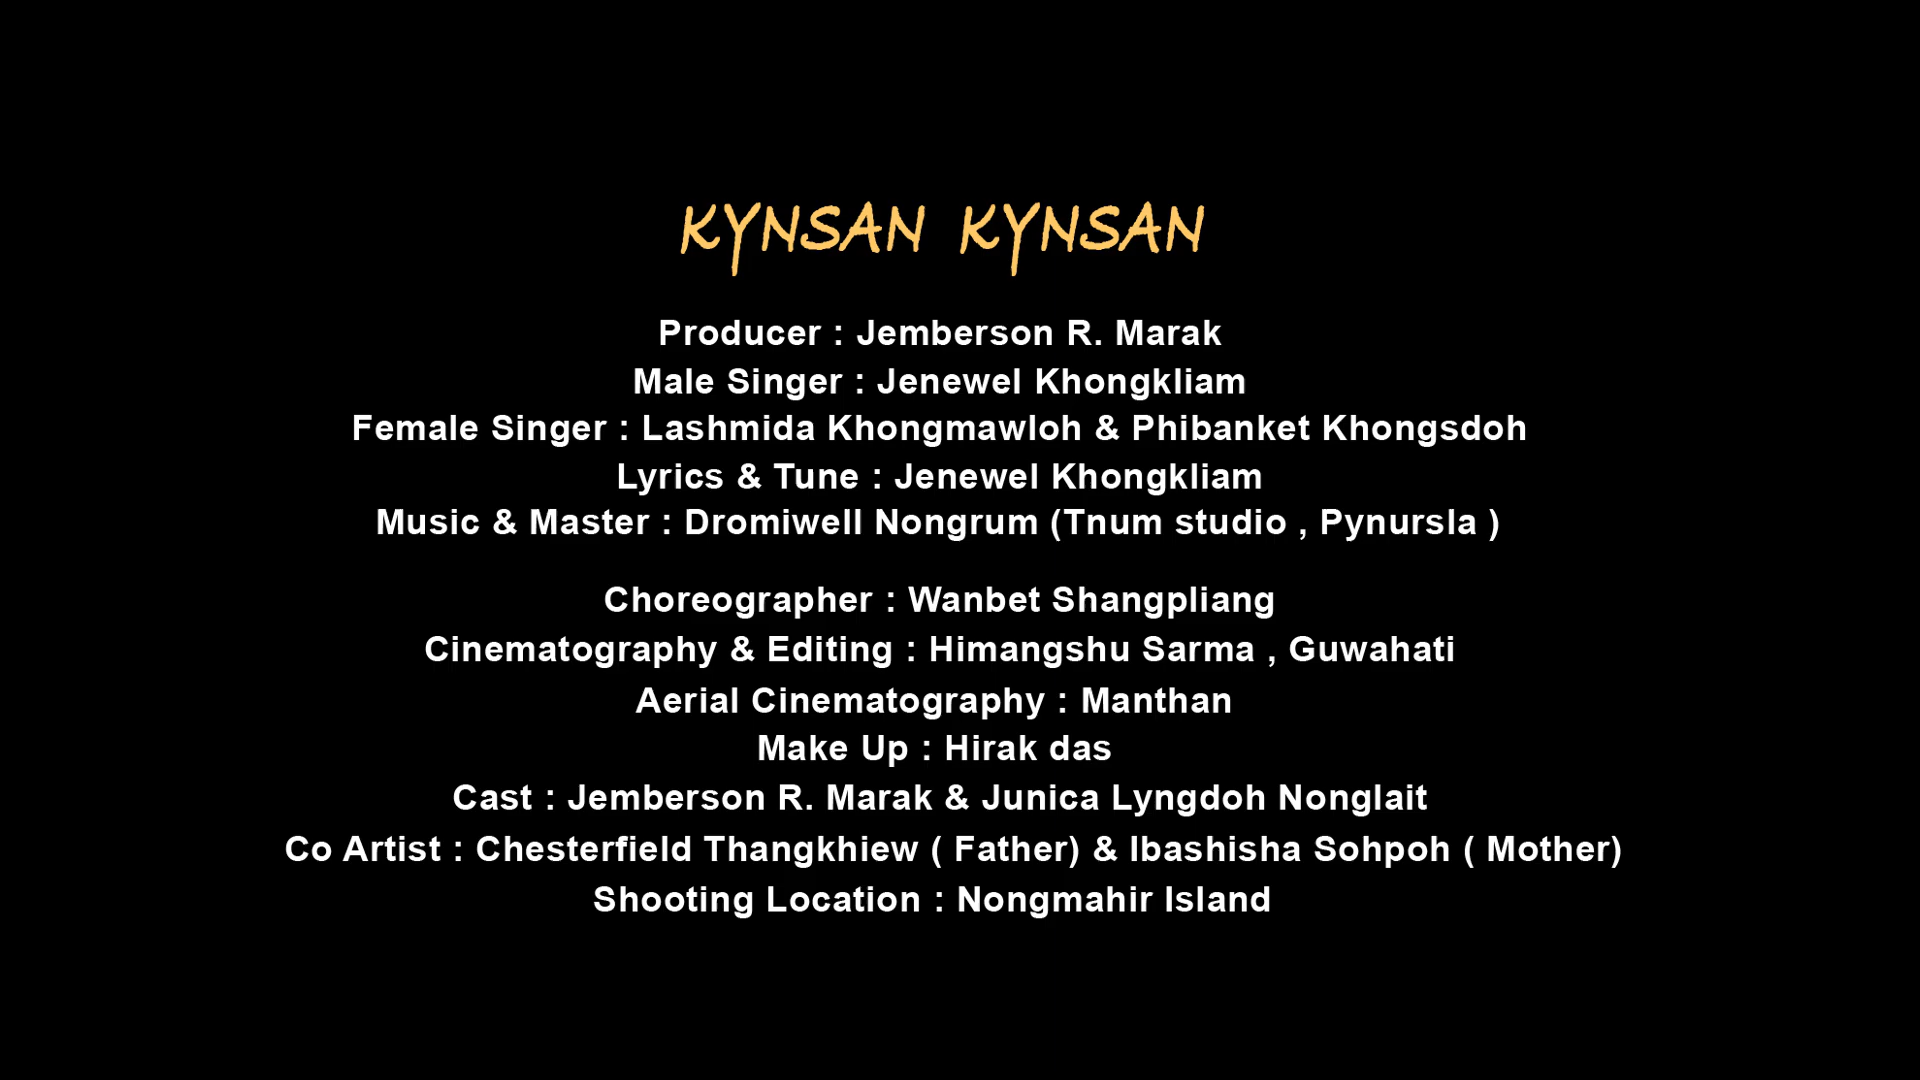 KYNSAN KYNSAN
Producer : Jemberson R. Marak
Male Singer : Jenewel Khongkliam
Female Singer : Lashmida Khongmawloh & Phibanket Khongsdoh
Lyrics & Tune : Jenewel Khongkliam
Music & Master : Dromiwell Nongrum (Tnum studio , Pynursla )
Choreographer : Wanbet Shangpliang
Cinematography & Editing : Himangshu Sarma , Guwahati
Aerial Cinematography : Manthan
Make Up : Hirak das
Cast : Jemberson R. Marak & Junica Lyngdoh Nonglait
Co Artist : Chesterfield Thangkhiew ( Father) & Ibashisha Sohpoh ( Mother)
Shooting Location : Nongmahir Island